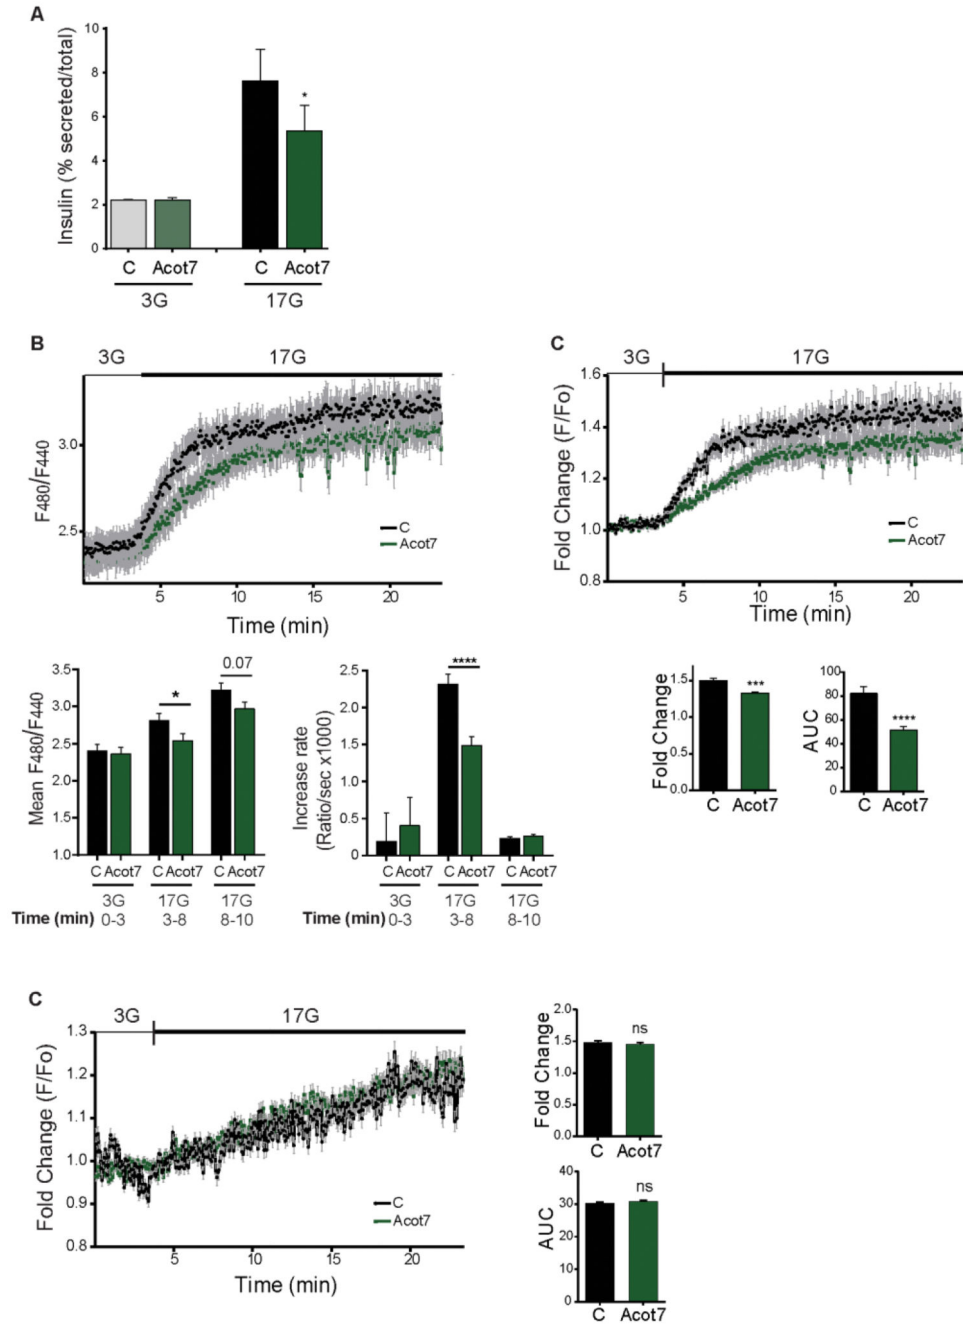 A
Insulin (% secreted/total)
10
8
6
4
2
0
*
C Acot7 C Acot7
3G 17G
B
3G 17G
F480/F440
3.0
2.5
C
Acot7
5 10 15 20
Time (min)
C
3G 17G
Fold Change (F/Fo)
1.6
1.4
1.2
1.0
0.8
C
Acot7
5 10 15 20
Time (min)
Mean F480/F440
3.5
3.0
2.5
2.0
1.5
1.0
*
0.07
C Acot7 C Acot7 C Acot7
3G 17G 17G
Time (min) 0-3 3-8 8-10
Increase rate
(Ratio/sec x1000)
2.5
2.0
1.5
0.5
0
****
C Acot7 C Acot7 C Acot7
3G 17G 17G
Time (min) 0-3 3-8 8-10
Fold Change
1.5
1.0
0.5
0.0
***
C Acot7
AUC
100
80
60
40
20
0
****
C Acot7
C
3G 17G
Fold Change (F/Fo)
1.3
1.2
1.1
1.0
0.9
0.8
C
Acot7
5 10 15 20
Time (min)
Fold Change
2.0
1.5
1.0
0.5
0.0
ns
C Acot7
AUC
40
30
20
10
0
ns
C Acot7